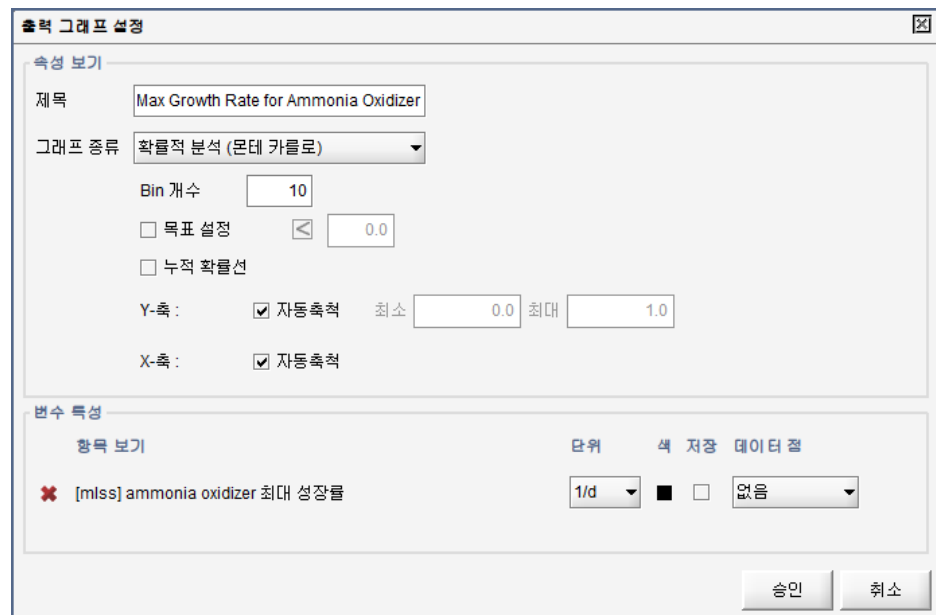 출력 그래프 설정
속성 보기
제목 Max Growth Rate for Ammonia Oxidizer
그래프 종류 확률적 분석 (몬테 카를로)
Bin 개수 10
목표 설정 < 0.0
누적 확률선
Y-축 : 자동축척 최소 0.0 최대 1.0
X-축 : 자동축척
변수 특성
항목 보기 단위 색 저장 데이터 점
[mlss] ammonia oxidizer 최대 성장률 1/d 없음
승인 취소